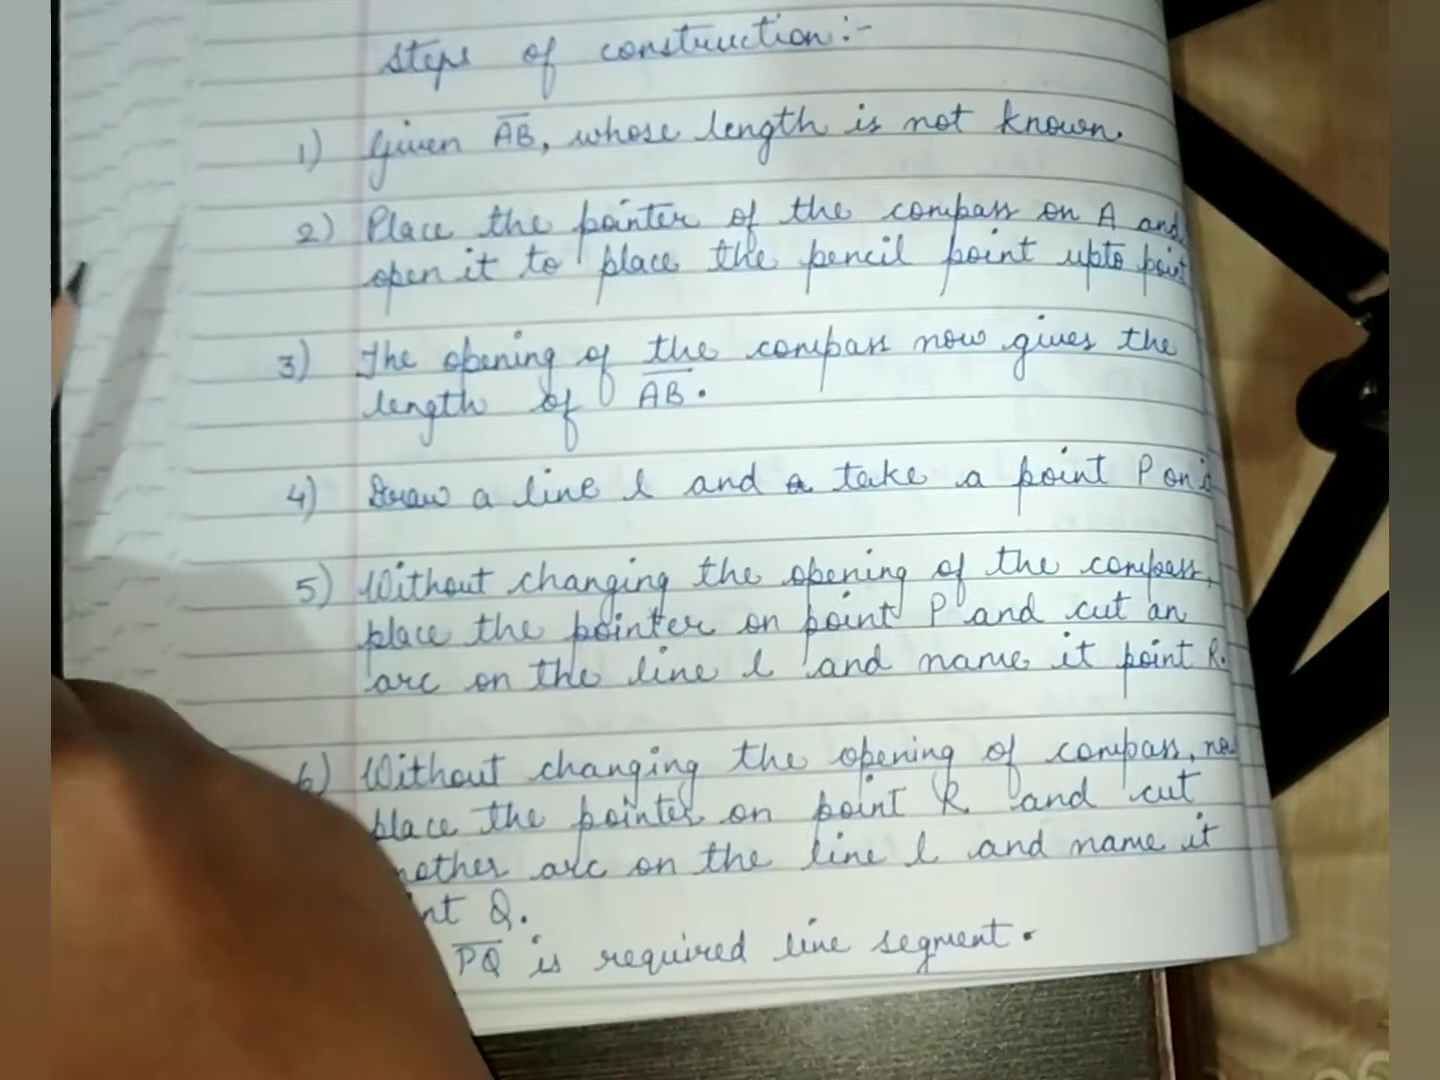 Steps of construction:-
1) Given A̅B̅, whose length is not known.
2) Place the pointer of the compass on A and
open it to place the pencil point upto point
3) The opening of the compass now gives the
length of A̅B̅.
4) Draw a line l and a take a point P on
5) Without changing the opening of the compass,
place the pointer on point P and cut an
arc on the line l and name it point R.
6) Without changing the opening of compass, now
place the pointer on point R and cut
another arc on the line l and name it
Q.
P̅Q̅ is required line segment.